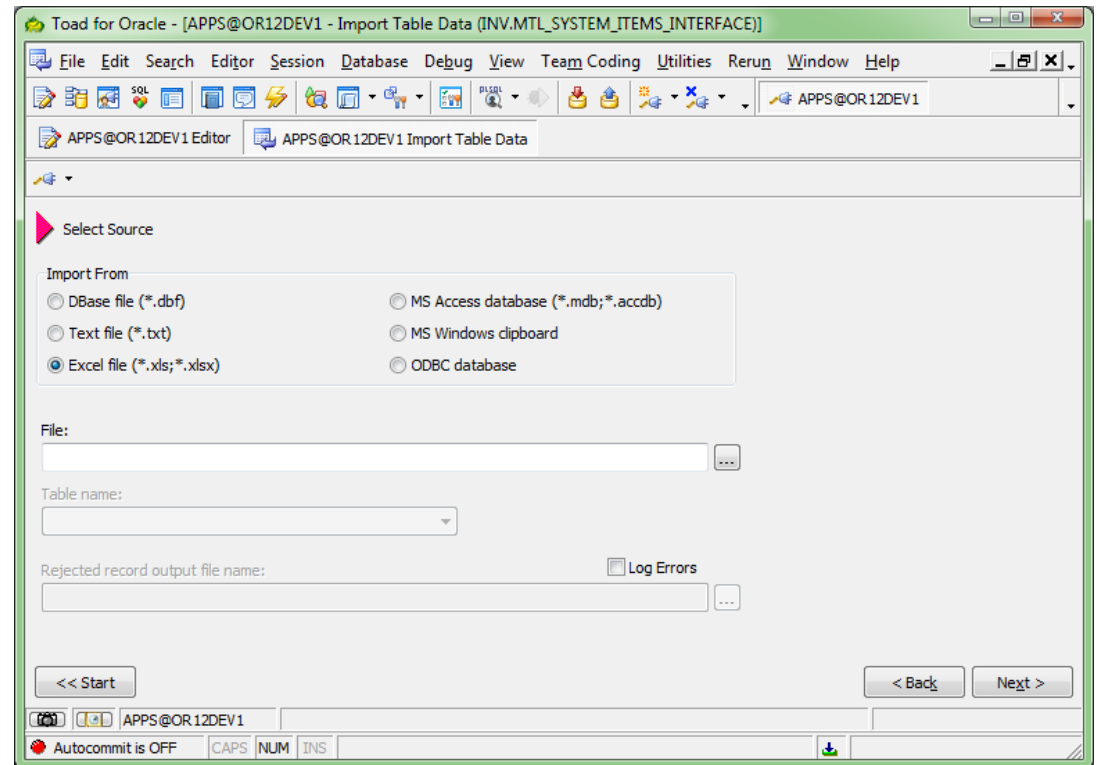 Toad for Oracle - [APPS@OR12DEV1 - Import Table Data (INV.MTL_SYSTEM_ITEMS_INTERFACE)]
File Edit Search Editor Session Database Debug View Team Coding Utilities Rerun Window Help
SQL PLSQL APPS@OR12DEV1
APPS@OR12DEV1 Editor APPS@OR12DEV1 Import Table Data
Select Source
Import From
DBase file (*.dbf) MS Access database (*.mdb;*.accdb)
Text file (*.txt) MS Windows clipboard
Excel file (*.xls;*.xlsx) ODBC database
File:
...
Table name:
Rejected record output file name: Log Errors
...
<< Start < Back Next >
APPS@OR12DEV1
Autocommit is OFF CAPS NUM INS